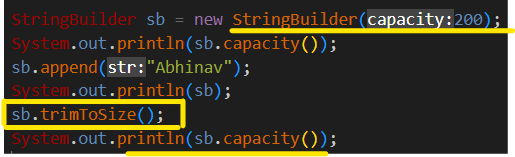 StringBuilder sb = new StringBuilder(capacity:200);
System.out.println(sb.capacity());
sb.append(str:"Abhinav");
System.out.println(sb);
sb.trimToSize();
System.out.println(sb.capacity());